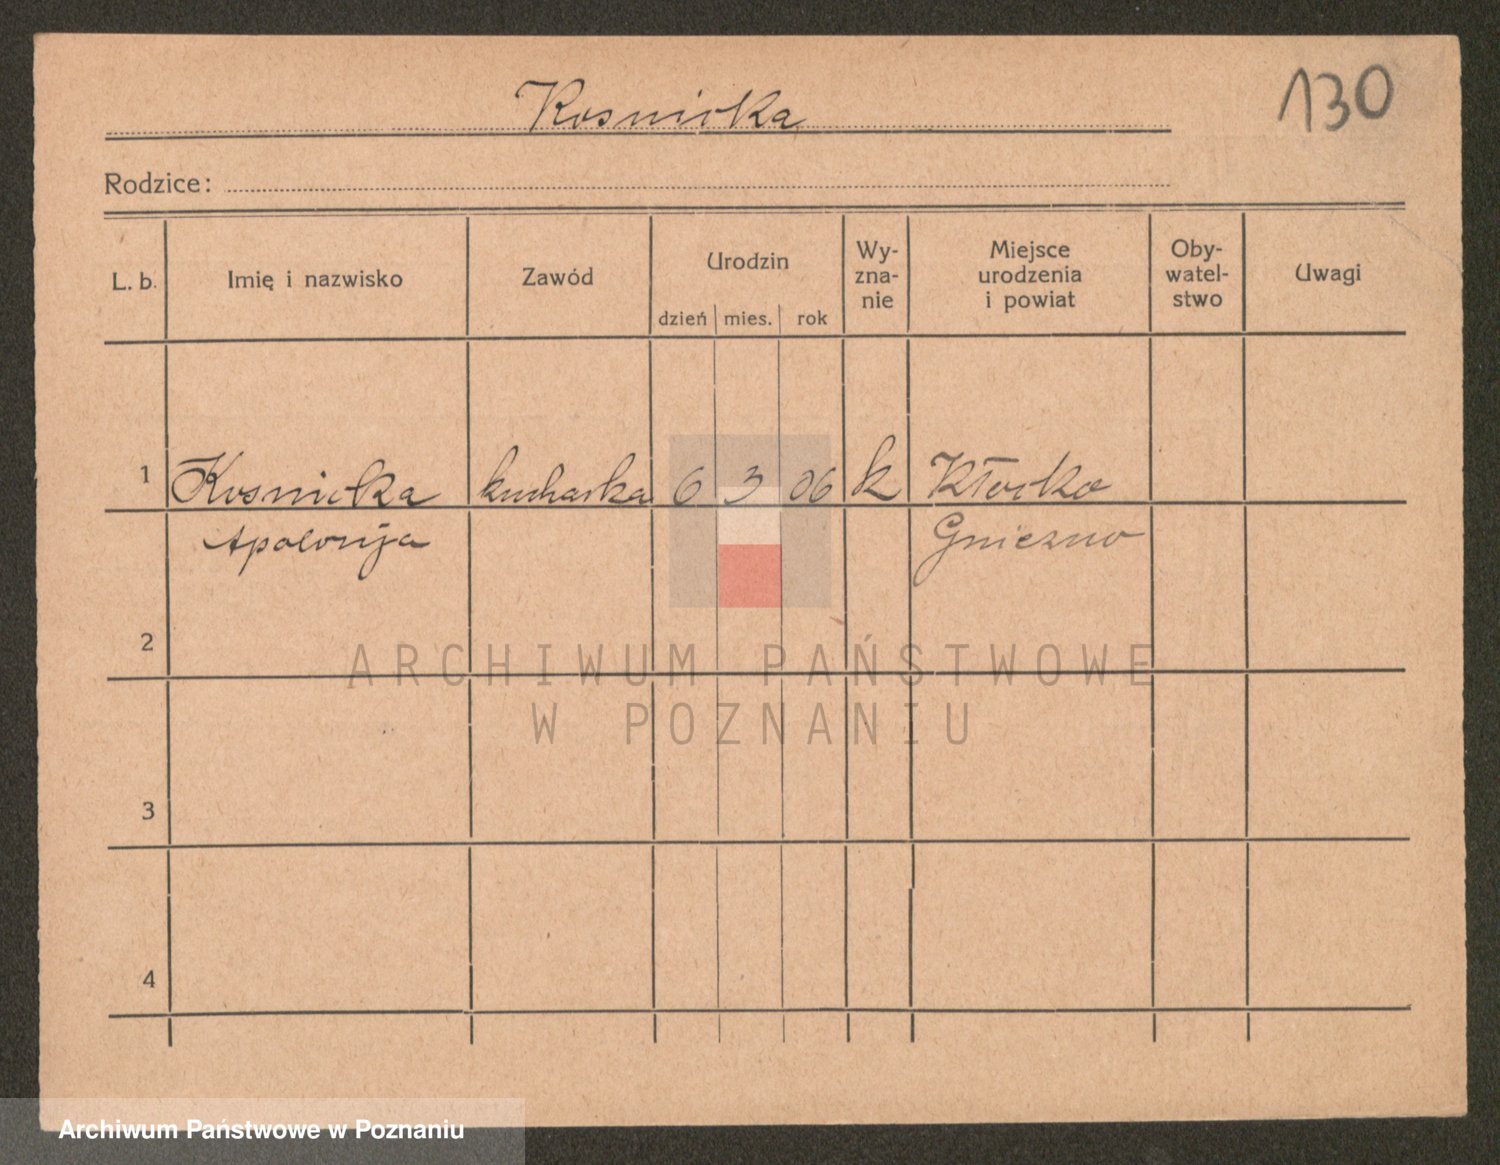 Kosnicka
130
Rodzice:
L. b.
Imię i nazwisko
Zawód
Urodzin
dzień mies. rok
Wy-
zna-
nie
Miejsce
urodzenia
i powiat
Oby-
watel-
stwo
Uwagi
1 Kosnicka kucharka 6 3 06 k Kłecko
Apolonija Gniezno
2
3
4
ARCHIWUM PAŃSTWOWE
W POZNANIU
Archiwum Państwowe w Poznaniu